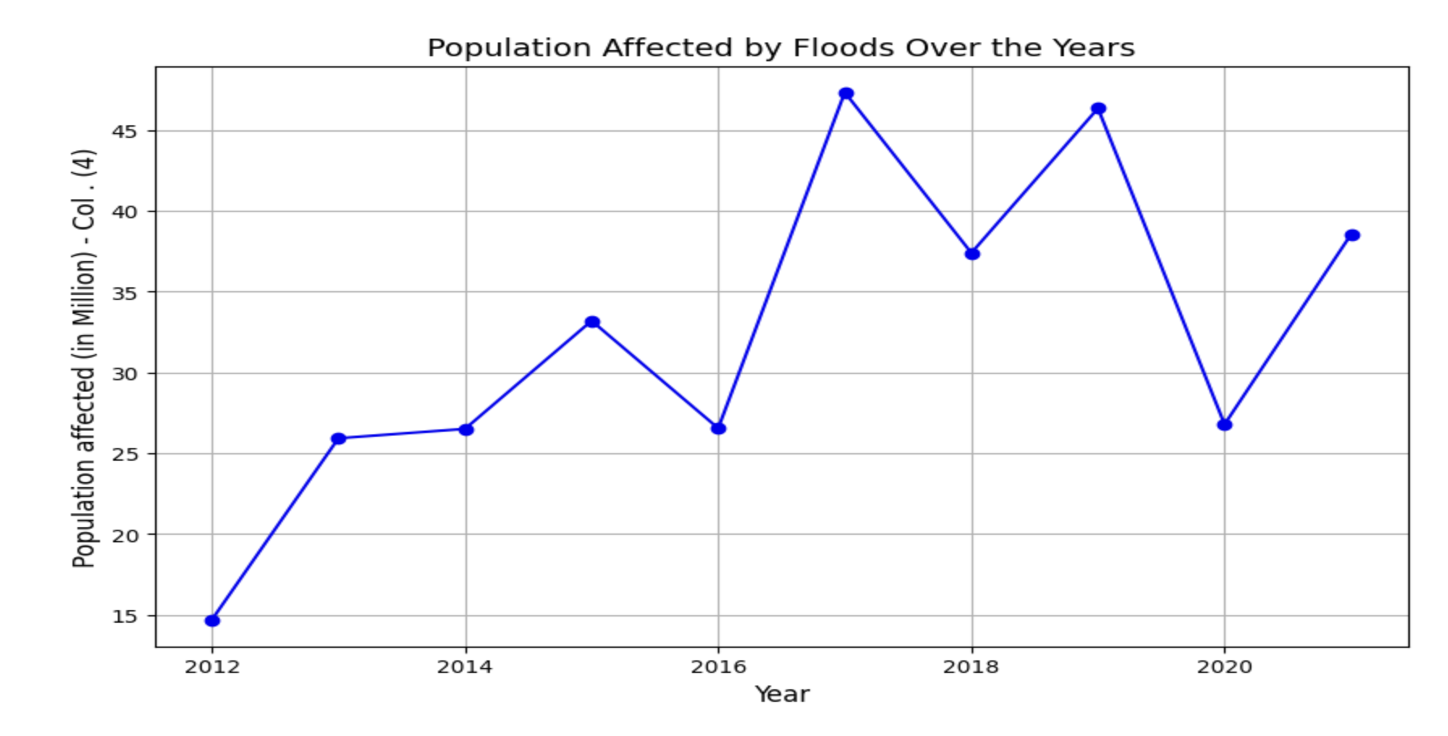 Population Affected by Floods Over the Years
Population affected (in Million) - Col . (4)
45
40
35
30
25
20
15
2012 2014 2016 2018 2020
Year